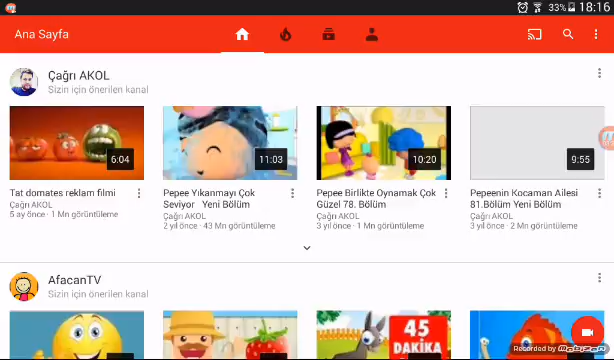 33% 18:16
Ana Sayfa
Çağrı AKOL
Sizin için önerilen kanal
6:04
11:03
10:20
9:55
Tat domates reklam filmi
Çağrı AKOL
5 ay önce · 1 Mn görüntüleme
Pepee Yıkanmayı Çok
Seviyor Yeni Bölüm
Çağrı AKOL
2 yıl önce · 43 Mn görüntüleme
Pepee Birlikte Oynamak Çok
Güzel 78. Bölüm
Çağrı AKOL
3 yıl önce · 1 Mn görüntüleme
Pepeenin Kocaman Ailesi
81.Bölüm Yeni Bölüm
Çağrı AKOL
3 yıl önce · 2 Mn görüntüleme
AfacanTV
Sizin için önerilen kanal
45
DAKİKA
Recorded by Mobizen